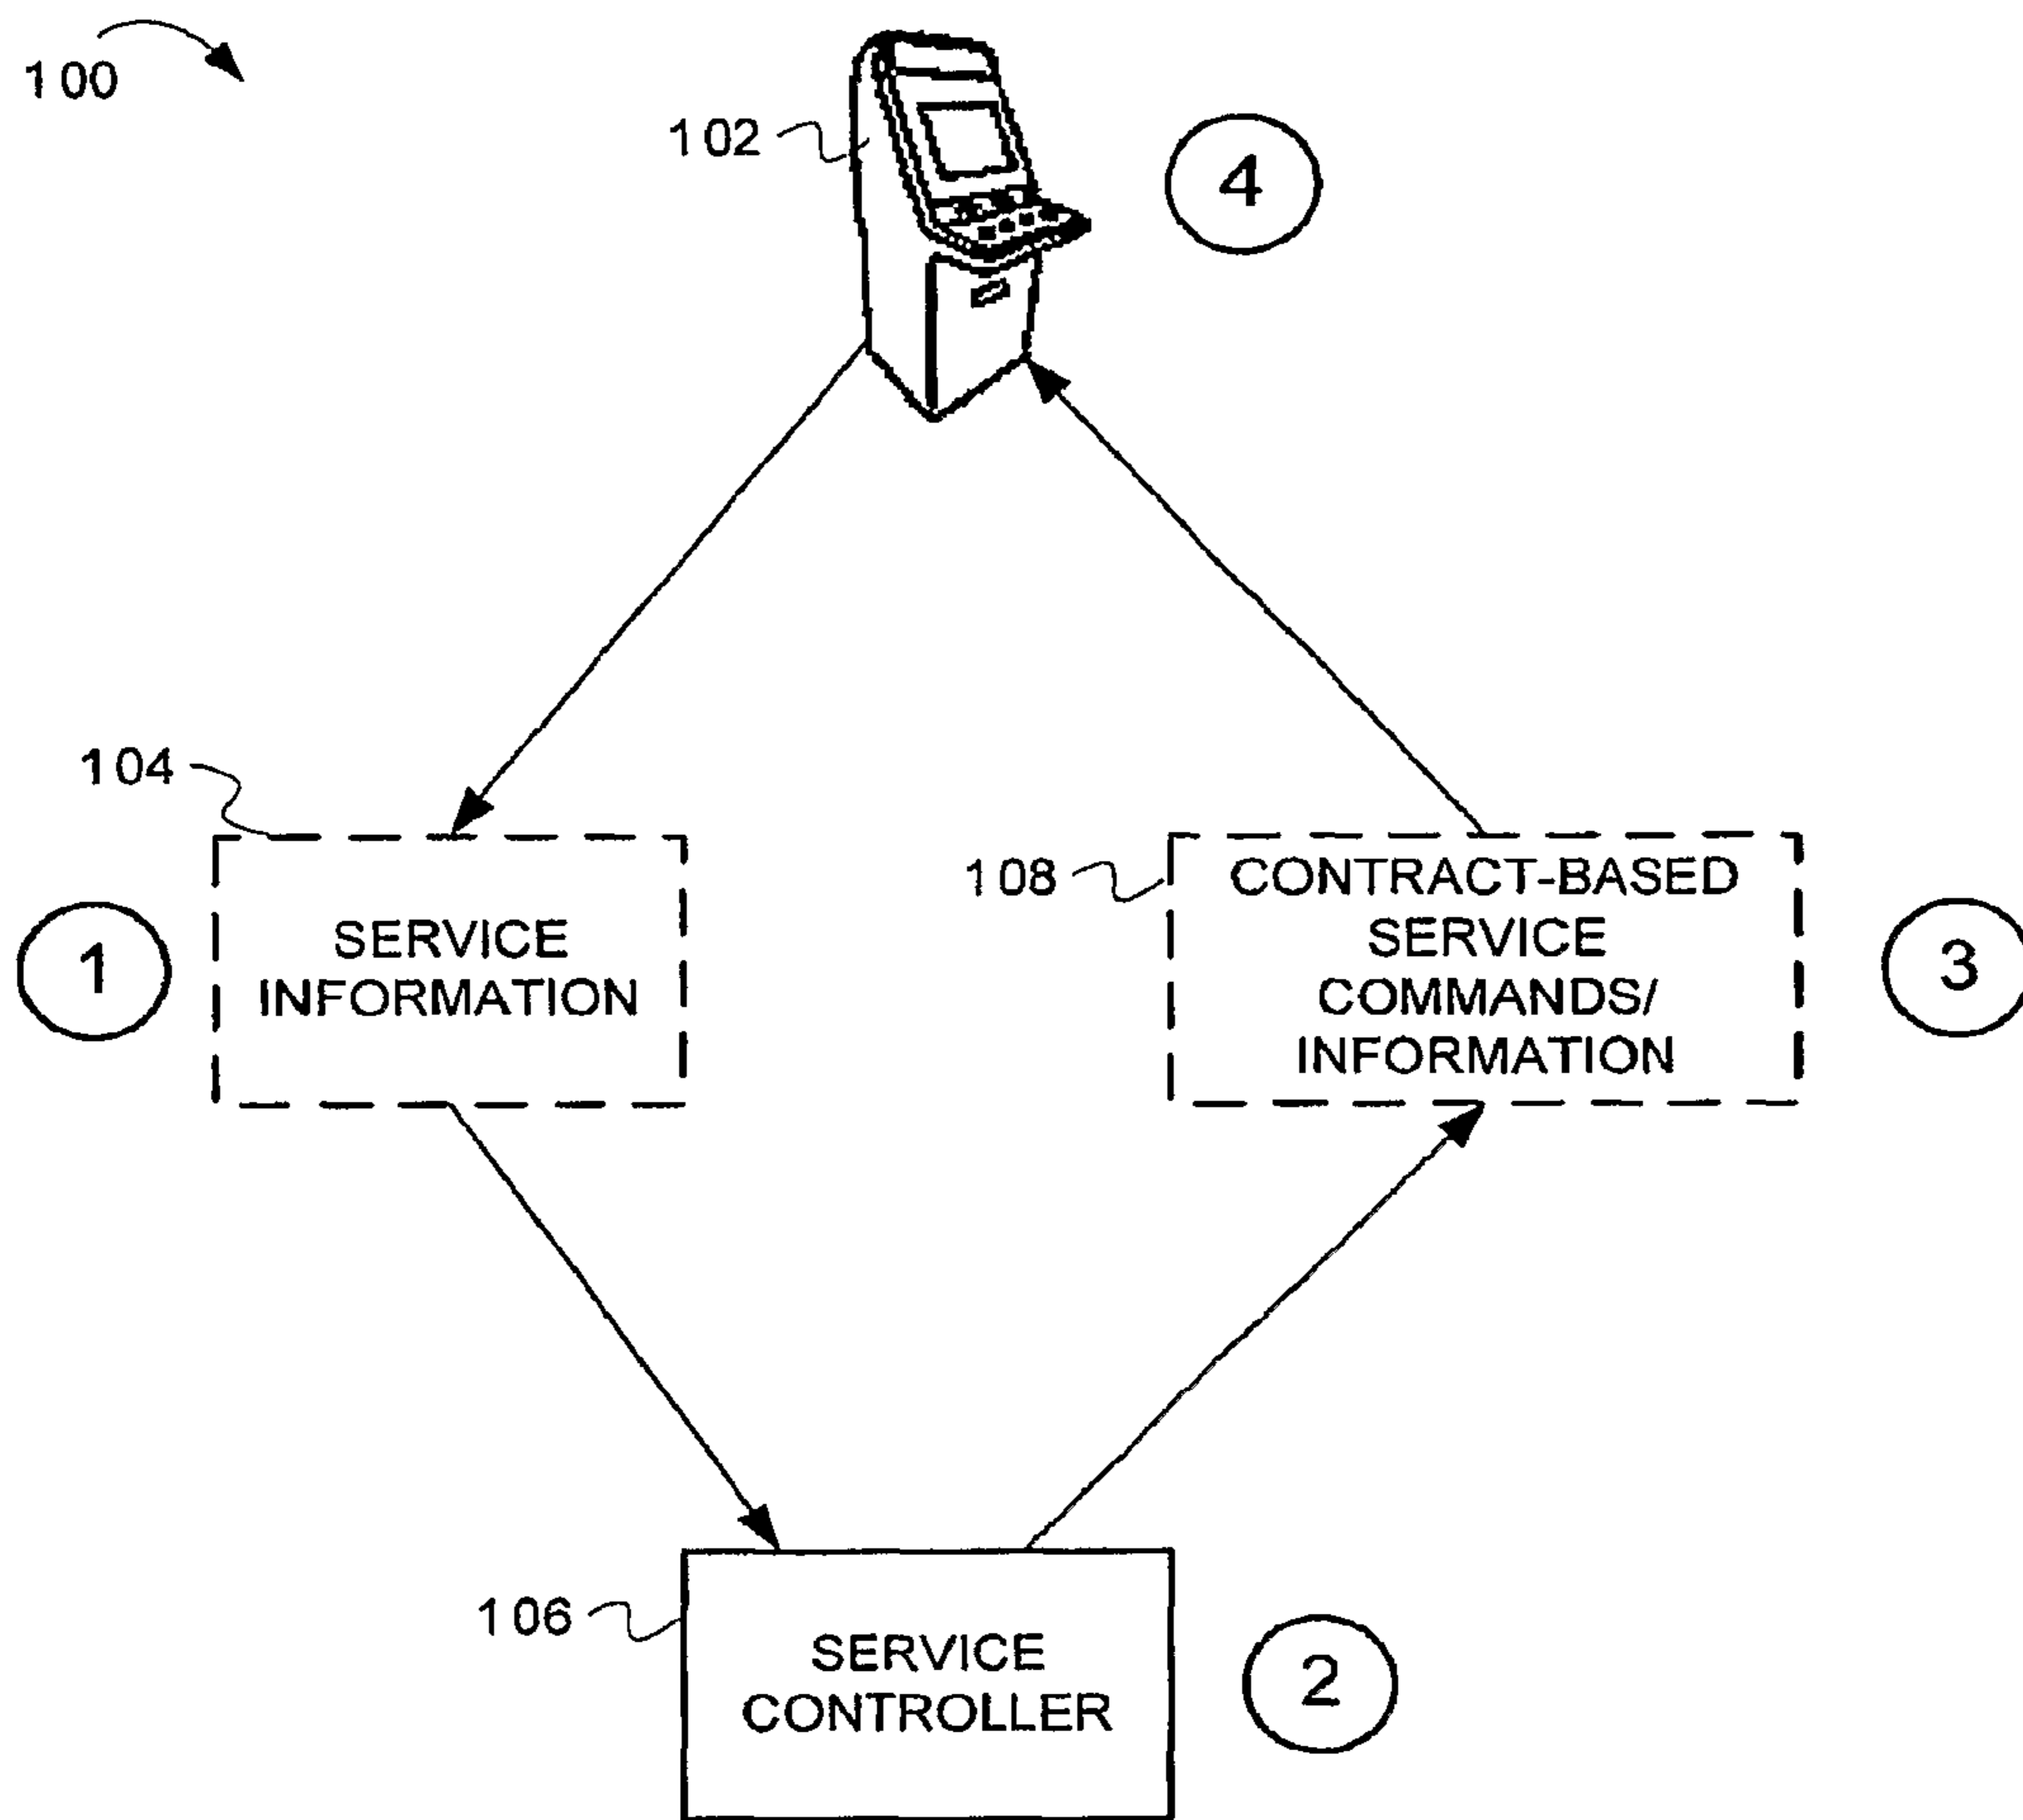 100
102
4
104
108
1
SERVICE
INFORMATION
CONTRACT-BASED
SERVICE
COMMANDS/
INFORMATION
3
106
SERVICE
CONTROLLER
2